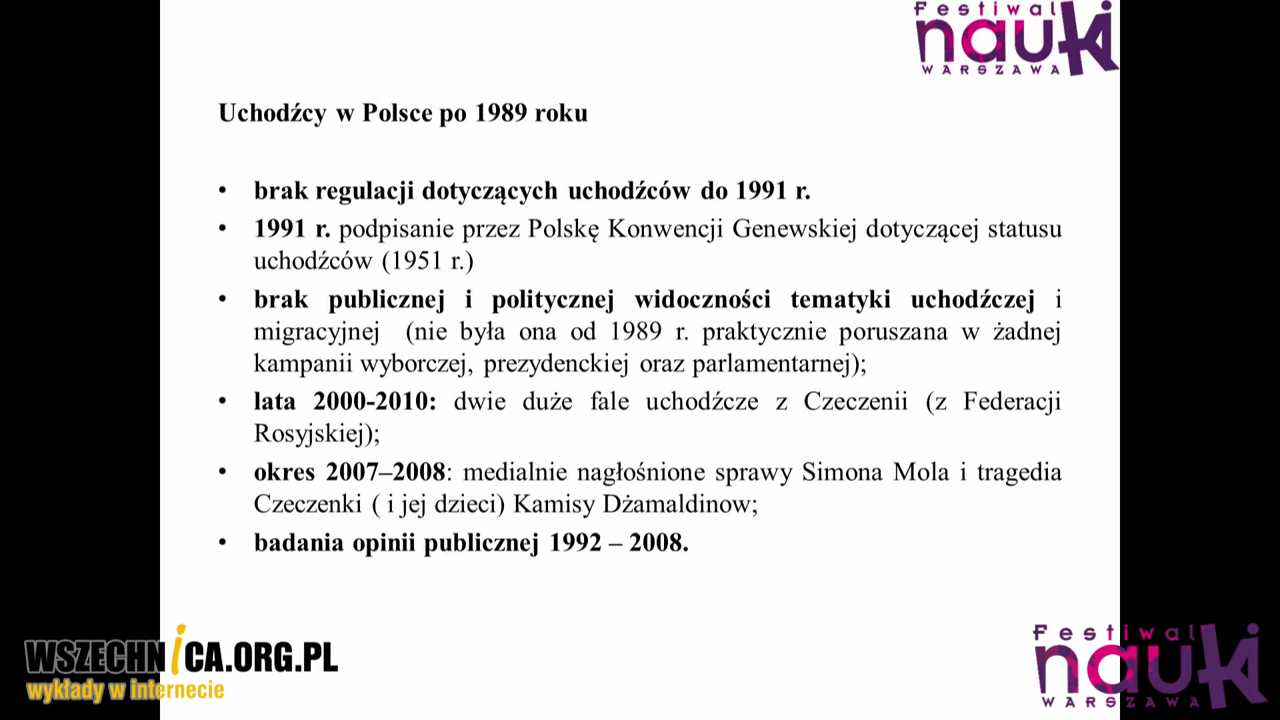 Festiwal
nauki
WARSZAWA
Uchodźcy w Polsce po 1989 roku
• brak regulacji dotyczących uchodźców do 1991 r.
• 1991 r. podpisanie przez Polskę Konwencji Genewskiej dotyczącej statusu
uchodźców (1951 r.)
• brak publicznej i politycznej widoczności tematyki uchodźczej i
migracyjnej (nie była ona od 1989 r. praktycznie poruszana w żadnej
kampanii wyborczej, prezydenckiej oraz parlamentarnej);
• lata 2000-2010: dwie duże fale uchodźcze z Czeczenii (z Federacji
Rosyjskiej);
• okres 2007–2008: medialnie nagłośnione sprawy Simona Mola i tragedia
Czeczenki ( i jej dzieci) Kamisy Dżamaldinow;
• badania opinii publicznej 1992 – 2008.
WSZECHNiCA.ORG.PL
wykłady w internecie
Festiwal
nauki
WARSZAWA